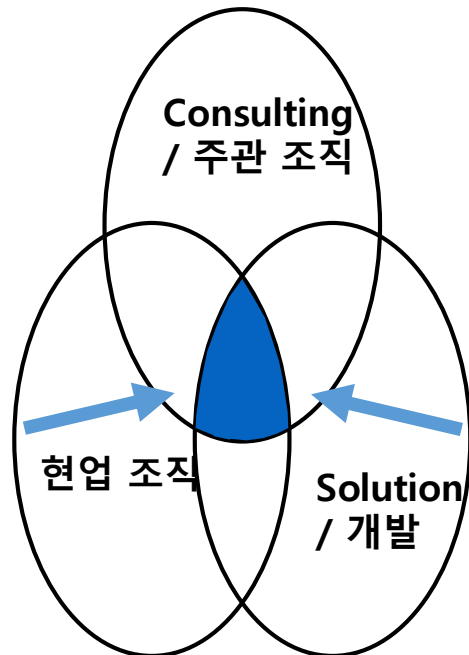 Consulting
/ 주관 조직
현업 조직
Solution
/ 개발